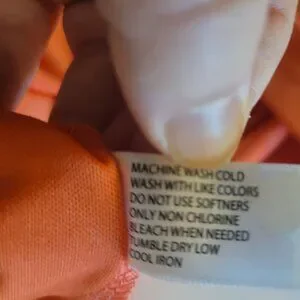 MACHINE WASH COLD
WASH WITH LIKE COLORS
DO NOT USE SOFTNERS
ONLY NON CHLORINE
BLEACH WHEN NEEDED
TUMBLE DRY LOW
COOL IRON